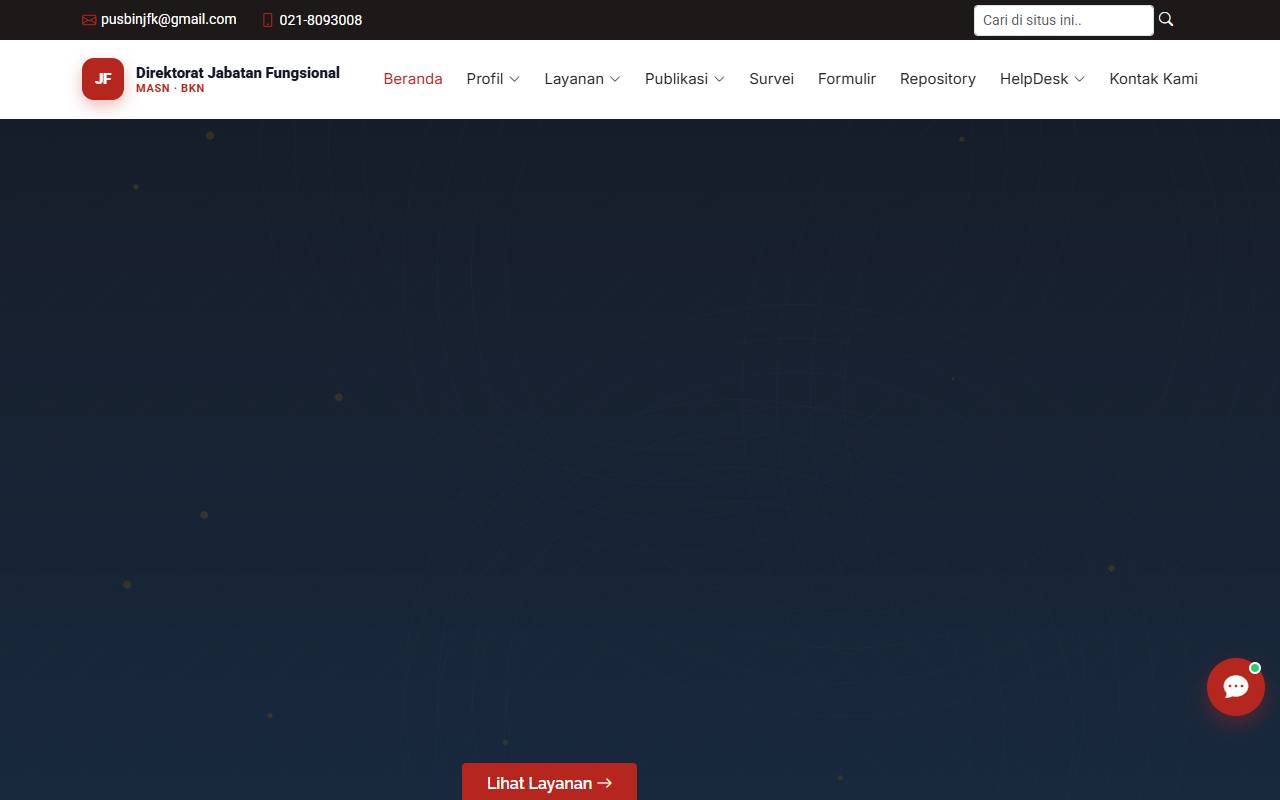 pusbinjfk@gmail.com
021-8093008
Cari di situs ini..
JF
Direktorat Jabatan Fungsional
MASN · BKN
Beranda
Profil
Layanan
Publikasi
Survei
Formulir
Repository
HelpDesk
Kontak Kami
Lihat Layanan →